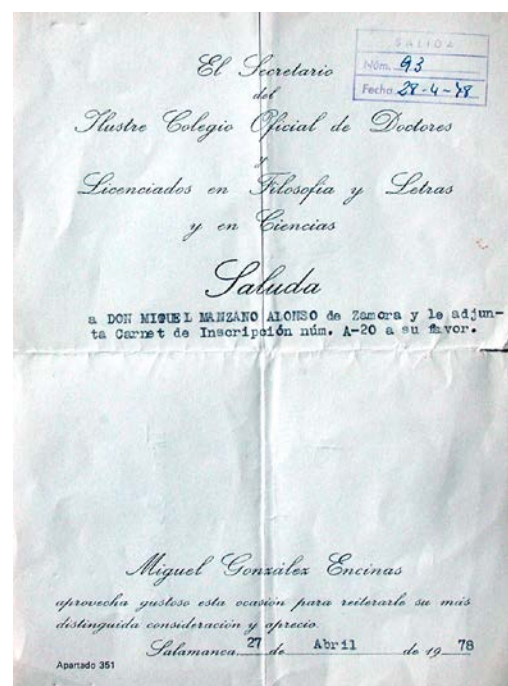 SALIDA
Núm. 93
Fecha 28-4-78
El Secretario
del
Ilustre Colegio Oficial de Doctores
y
Licenciados en Filosofía y Letras
y en Ciencias
Saluda
a DON MIGUEL MANZANO ALONSO de Zamora y le adjun-
ta Carnet de Inscripción núm. A-20 a su favor.
Miguel González Encinas
aprovecha gustoso esta ocasión para reiterarle su más
distinguida consideración y aprecio.
Salamanca 27 de Abril de 1978
Apartado 351